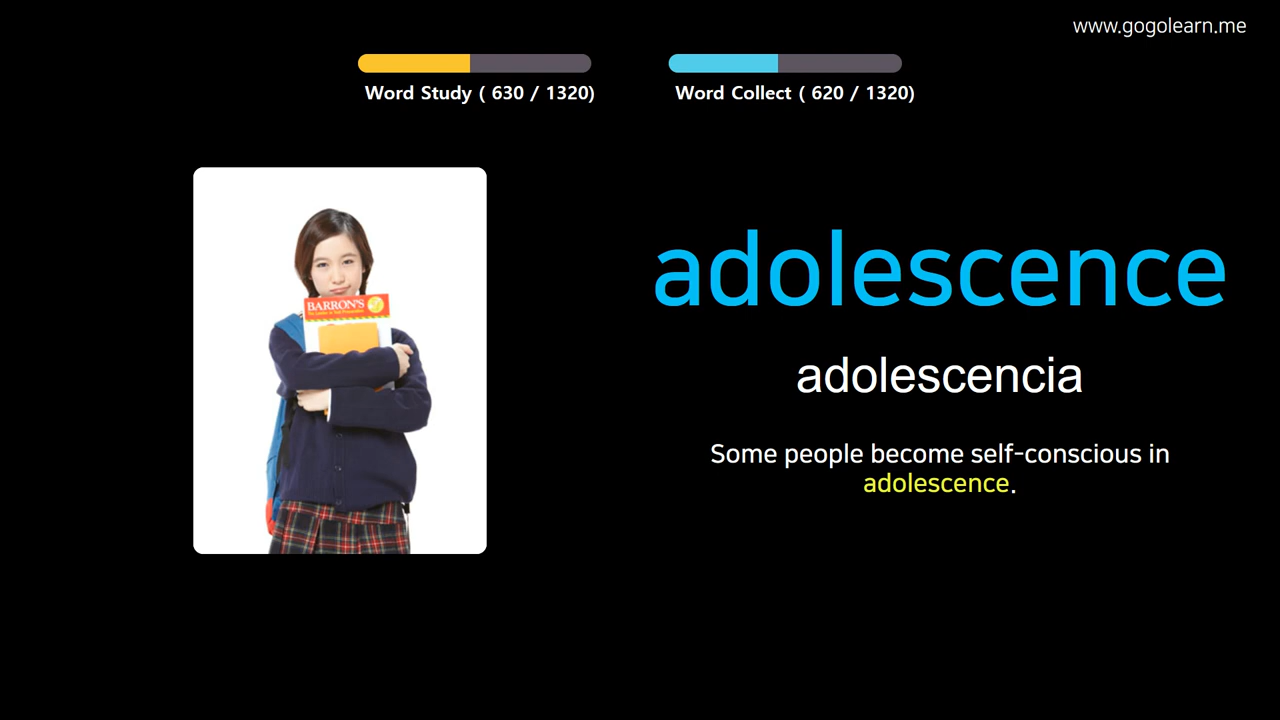 www.gogolearn.me
Word Study ( 630 / 1320)
Word Collect ( 620 / 1320)
BARRON'S
adolescence
adolescencia
Some people become self-conscious in
adolescence.